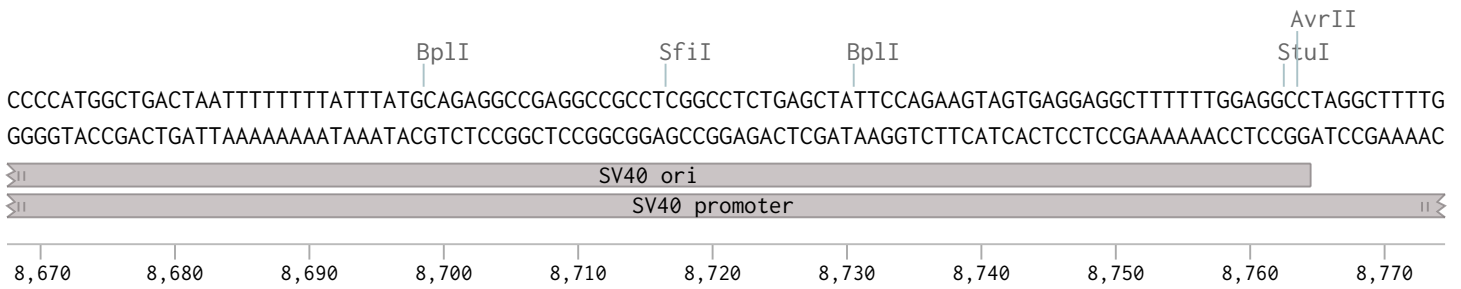 AvrII
BplI SfiI BplI StuI
CCCCATGGCTGACTAATTTTTTTTATTTATGCAGAGGCCGAGGCCGCCTCGGCCTCTGAGCTATTCCAGAAGTAGTGAGGAGGCTTTTTTGGAGGCCTAGGCTTTTG
GGGGTACCGACTGATTAAAAAAAATAAATACGTCTCCGGCTCCGGCGGAGCCGGAGACTCGATAAGGTCTTCATCACTCCTCCGAAAAAACCTCCGGATCCGAAAAC
SV40 ori
SV40 promoter
8,670 8,680 8,690 8,700 8,710 8,720 8,730 8,740 8,750 8,760 8,770